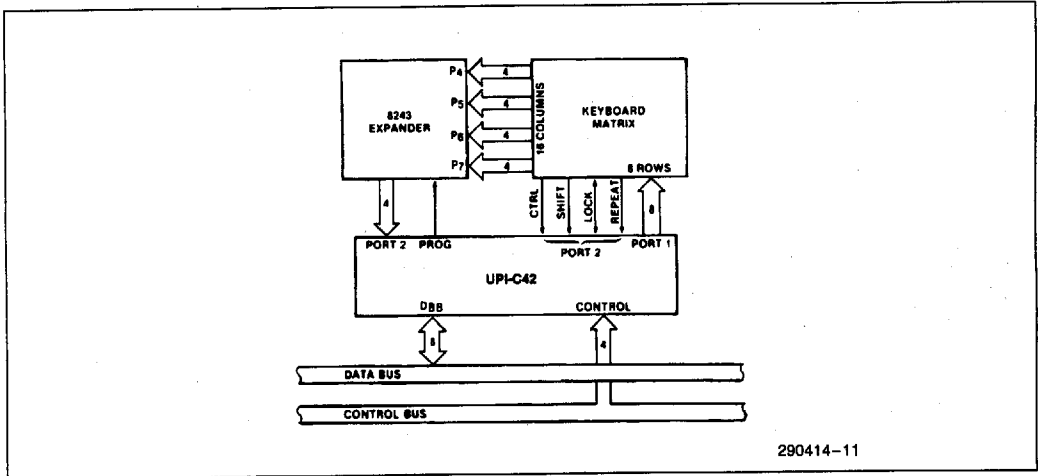 8243
EXPANDER
P4
P5
P6
P7
4
4
4
4
16 COLUMNS
KEYBOARD
MATRIX
8 ROWS
4
CTRL
SHIFT
LOCK
REPEAT
8
PORT 2
PROG
PORT 2
PORT 1
UPI-C42
DBB
CONTROL
8
4
DATA BUS
CONTROL BUS
290414-11